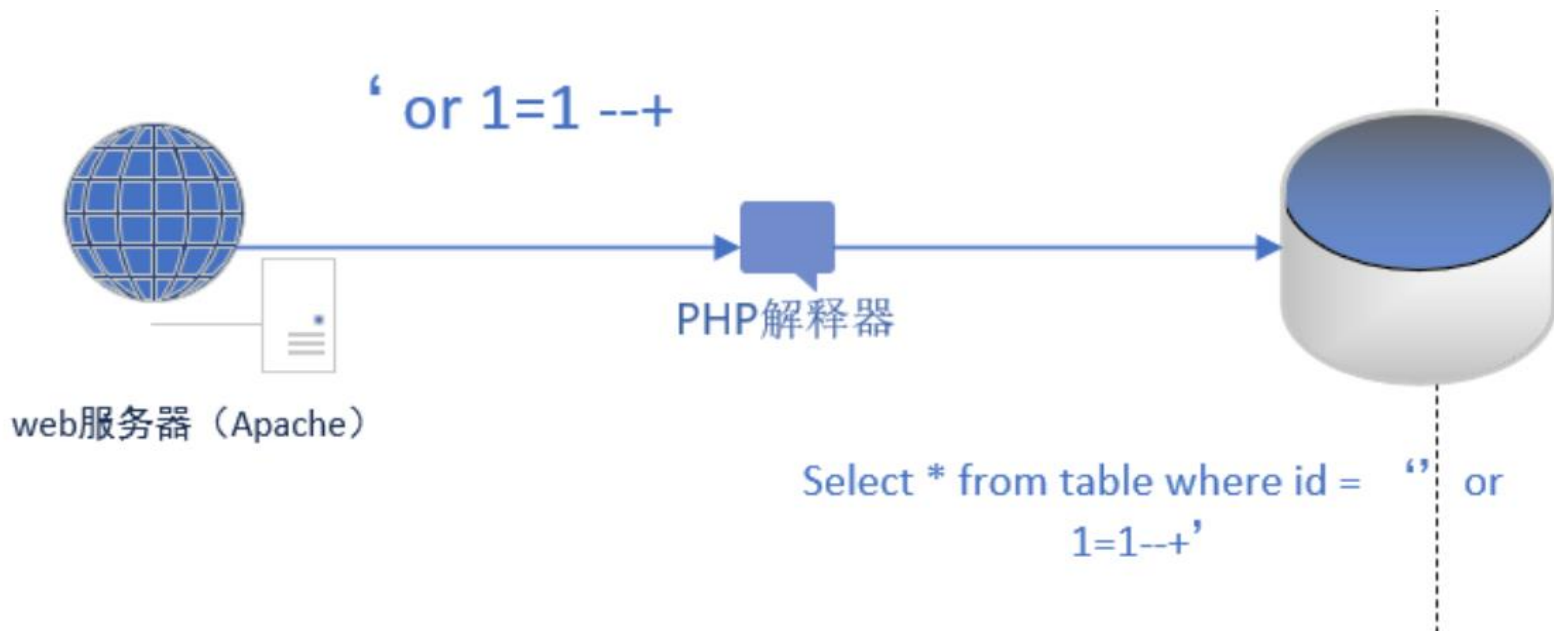 ‘ or 1=1 --+
PHP解释器
web服务器（Apache）
Select * from table where id = ‘’ or
1=1--+’